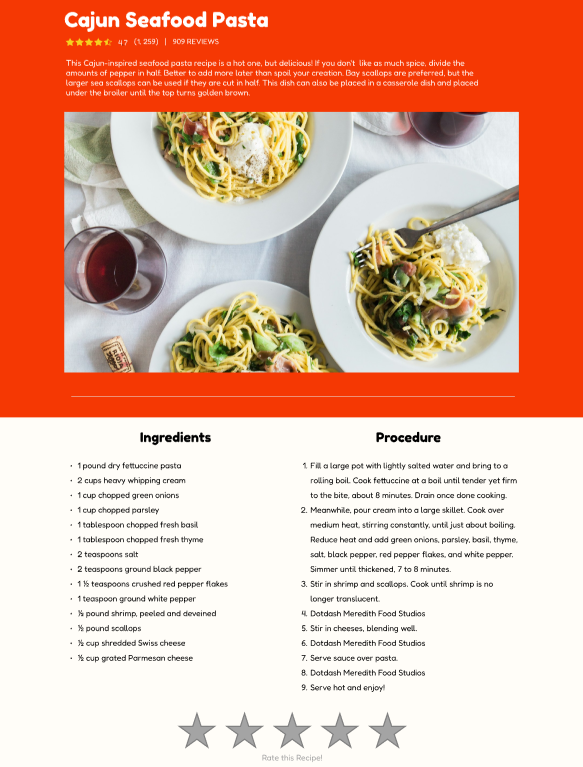 Cajun Seafood Pasta
4.7 (1, 259) | 909 REVIEWS
This Cajun-inspired seafood pasta recipe is a hot one, but delicious! If you don't like as much spice, divide the
amounts of pepper in half. Better to add more later than spoil your creation. Bay scallops are preferred, but the
larger sea scallops can be used if they are cut in half. This dish can also be placed in a casserole dish and placed
under the broiler until the top turns golden brown.
RIOJA
Ingredients
· 1 pound dry fettuccine pasta
· 2 cups heavy whipping cream
· 1 cup chopped green onions
· 1 cup chopped parsley
· 1 tablespoon chopped fresh basil
· 1 tablespoon chopped fresh thyme
· 2 teaspoons salt
· 2 teaspoons ground black pepper
· 1 ½ teaspoons crushed red pepper flakes
· 1 teaspoon ground white pepper
· ½ pound shrimp, peeled and deveined
· ½ pound scallops
· ½ cup shredded Swiss cheese
· ½ cup grated Parmesan cheese
Procedure
1. Fill a large pot with lightly salted water and bring to a
rolling boil. Cook fettuccine at a boil until tender yet firm
to the bite, about 8 minutes. Drain once done cooking.
2. Meanwhile, pour cream into a large skillet. Cook over
medium heat, stirring constantly, until just about boiling.
Reduce heat and add green onions, parsley, basil, thyme,
salt, black pepper, red pepper flakes, and white pepper.
Simmer until thickened, 7 to 8 minutes.
3. Stir in shrimp and scallops. Cook until shrimp is no
longer translucent.
4. Dotdash Meredith Food Studios
5. Stir in cheeses, blending well.
6. Dotdash Meredith Food Studios
7. Serve sauce over pasta.
8. Dotdash Meredith Food Studios
9. Serve hot and enjoy!
Rate this Recipe!